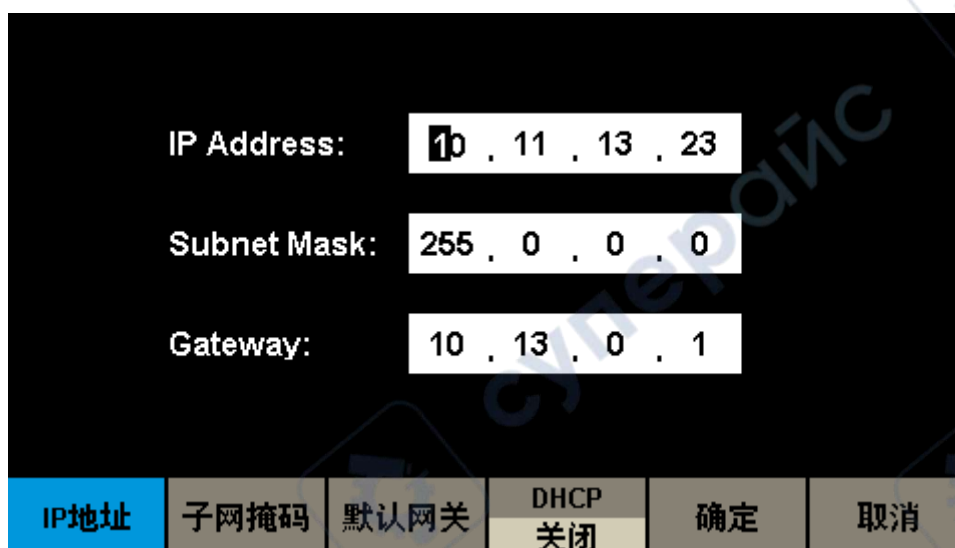 IP Address: 10 . 11 . 13 . 23
Subnet Mask: 255 . 0 . 0 . 0
Gateway: 10 . 13 . 0 . 1
IP地址 子网掩码 默认网关 DHCP 关闭 确定 取消
суперайс